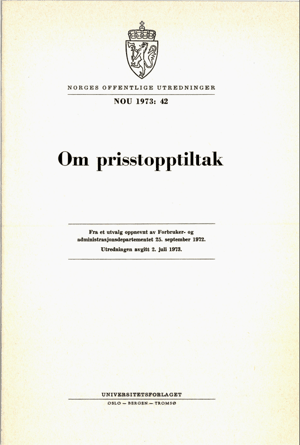 NORGES OFFENTLIGE UTREDNINGER
NOU 1973: 42
Om prisstopptiltak
Fra et utvalg oppnevnt av Forbruker- og
administrasjonsdepartementet 25. september 1972.
Utredningen avgitt 2. juli 1973.
UNIVERSITETSFORLAGET
OSLO — BERGEN — TROMSØ